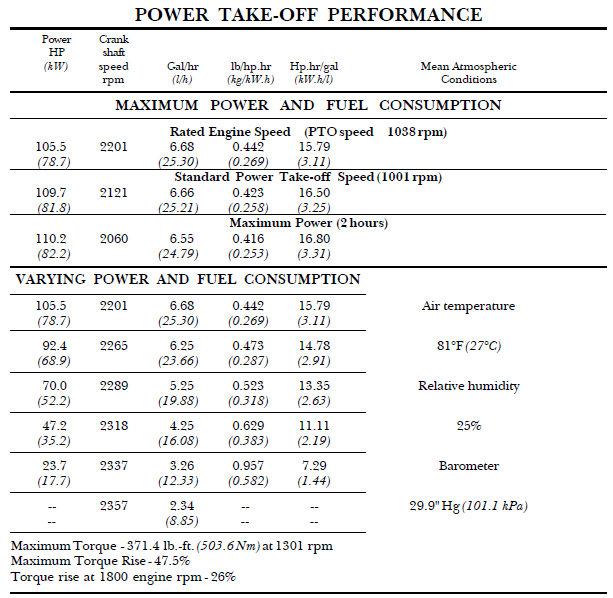 POWER TAKE-OFF PERFORMANCE
Power HP (kW) Crank shaft speed rpm Gal/hr (l/h) lb/hp.hr (kg/kW.h) Hp.hr/gal (kW.h/l) Mean Atmospheric Conditions
MAXIMUM POWER AND FUEL CONSUMPTION
Rated Engine Speed (PTO speed 1038 rpm)
105.5 2201 6.68 0.442 15.79
(78.7) (25.30) (0.269) (3.11)
Standard Power Take-off Speed (1001 rpm)
109.7 2121 6.66 0.423 16.50
(81.8) (25.21) (0.258) (3.25)
Maximum Power (2 hours)
110.2 2060 6.55 0.416 16.80
(82.2) (24.79) (0.253) (3.31)
VARYING POWER AND FUEL CONSUMPTION
105.5 2201 6.68 0.442 15.79 Air temperature
(78.7) (25.30) (0.269) (3.11)
92.4 2265 6.25 0.473 14.78 81°F (27°C)
(68.9) (23.66) (0.287) (2.91)
70.0 2289 5.25 0.523 13.35 Relative humidity
(52.2) (19.88) (0.318) (2.63)
47.2 2318 4.25 0.629 11.11 25%
(35.2) (16.08) (0.383) (2.19)
23.7 2337 3.26 0.957 7.29 Barometer
(17.7) (12.33) (0.582) (1.44)
-- 2357 2.34 -- -- 29.9" Hg (101.1 kPa)
-- (8.85) -- --
Maximum Torque - 371.4 lb.-ft. (503.6 Nm) at 1301 rpm
Maximum Torque Rise - 47.5%
Torque rise at 1800 engine rpm - 26%